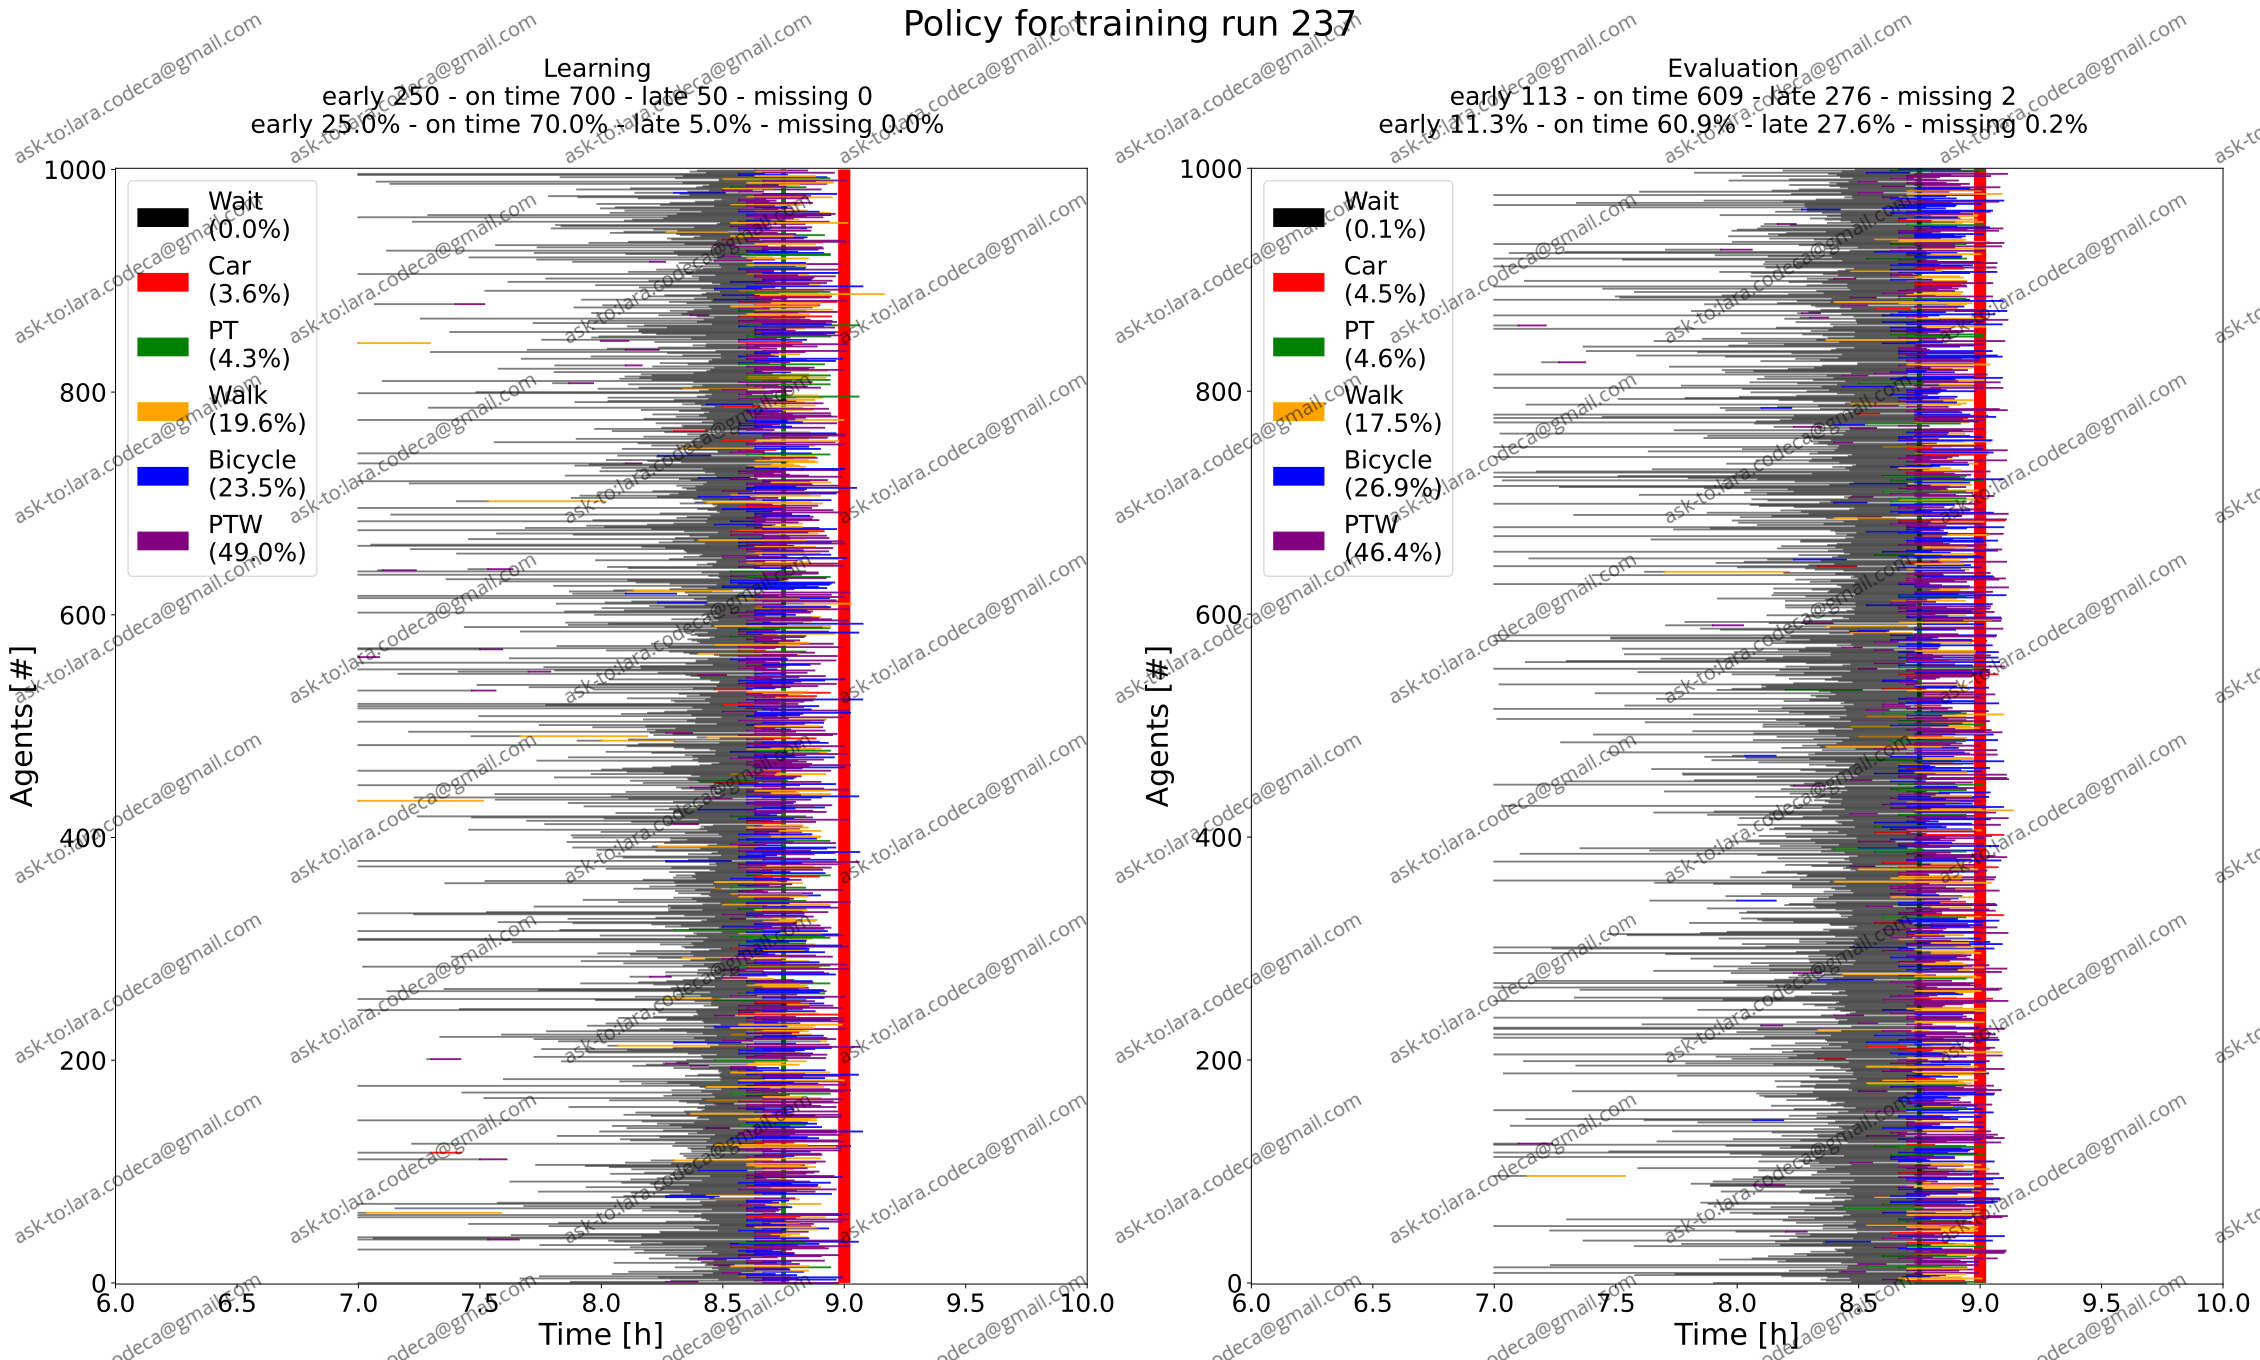 Policy for training run 237
Learning
early 250 - on time 700 - late 50 - missing 0
early 25.0% - on time 70.0% - late 5.0% - missing 0.0%
Wait
(0.0%)
Car
(3.6%)
PT
(4.3%)
Walk
(19.6%)
Bicycle
(23.5%)
PTW
(49.0%)
1000
800
600
400
200
0
Agents [#]
6.0 6.5 7.0 7.5 8.0 8.5 9.0 9.5 10.0
Time [h]
Evaluation
early 113 - on time 609 - late 276 - missing 2
early 11.3% - on time 60.9% - late 27.6% - missing 0.2%
Wait
(0.1%)
Car
(4.5%)
PT
(4.6%)
Walk
(17.5%)
Bicycle
(26.9%)
PTW
(46.4%)
1000
800
600
400
200
0
Agents [#]
6.0 6.5 7.0 7.5 8.0 8.5 9.0 9.5 10.0
Time [h]
ask-to:lara.codeca@gmail.com